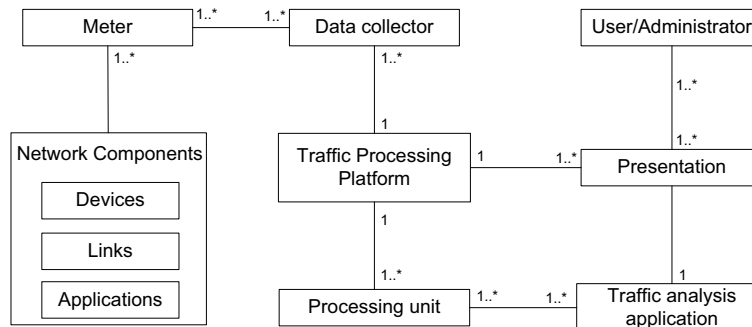 Meter
1..*
1..*
Data collector
User/Administrator
1..*
1..*
1..*
1
1..*
Network Components
Devices
Links
Applications
Traffic Processing
Platform
1
1..*
Presentation
1
1..*
1
Processing unit
1..*
1..*
Traffic analysis
application